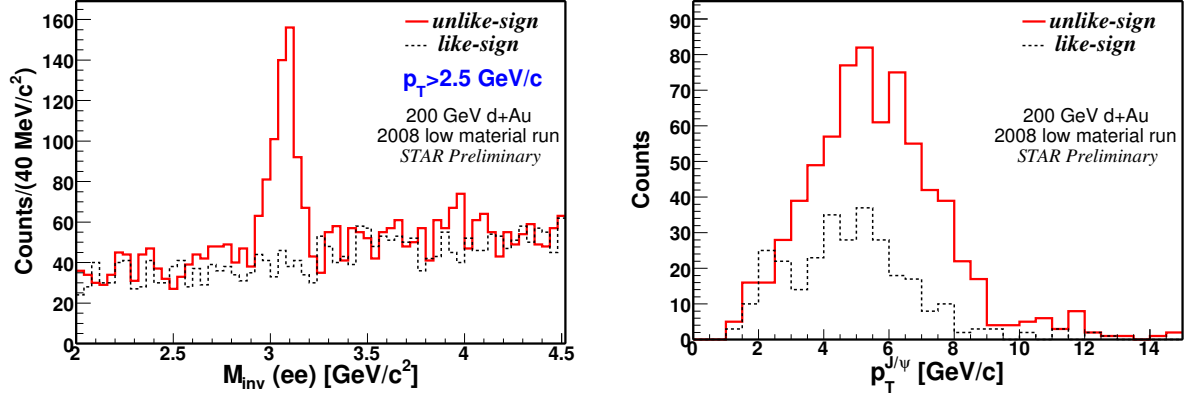 160
140
120
100
80
60
40
20
0
Counts/(40 MeV/c²)
unlike-sign
like-sign
p_T>2.5 GeV/c
200 GeV d+Au
2008 low material run
STAR Preliminary
2 2.5 3 3.5 4 4.5
M_inv (ee) [GeV/c²]
90
80
70
60
50
40
30
20
10
0
Counts
unlike-sign
like-sign
200 GeV d+Au
2008 low material run
STAR Preliminary
0 2 4 6 8 10 12 14
p_T^J/ψ [GeV/c]